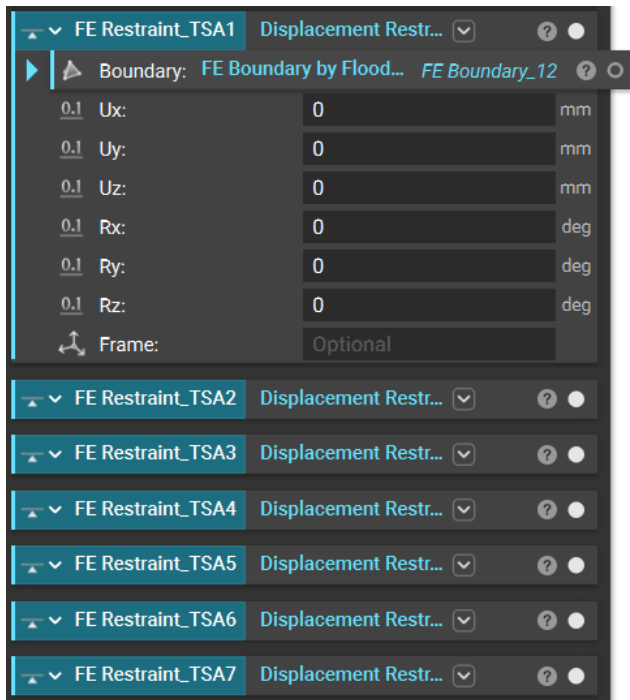 FE Restraint_TSA1 Displacement Restr... ?
Boundary: FE Boundary by Flood... FE Boundary_12 ?
0.1 Ux: 0 mm
0.1 Uy: 0 mm
0.1 Uz: 0 mm
0.1 Rx: 0 deg
0.1 Ry: 0 deg
0.1 Rz: 0 deg
Frame: Optional
FE Restraint_TSA2 Displacement Restr... ?
FE Restraint_TSA3 Displacement Restr... ?
FE Restraint_TSA4 Displacement Restr... ?
FE Restraint_TSA5 Displacement Restr... ?
FE Restraint_TSA6 Displacement Restr... ?
FE Restraint_TSA7 Displacement Restr... ?